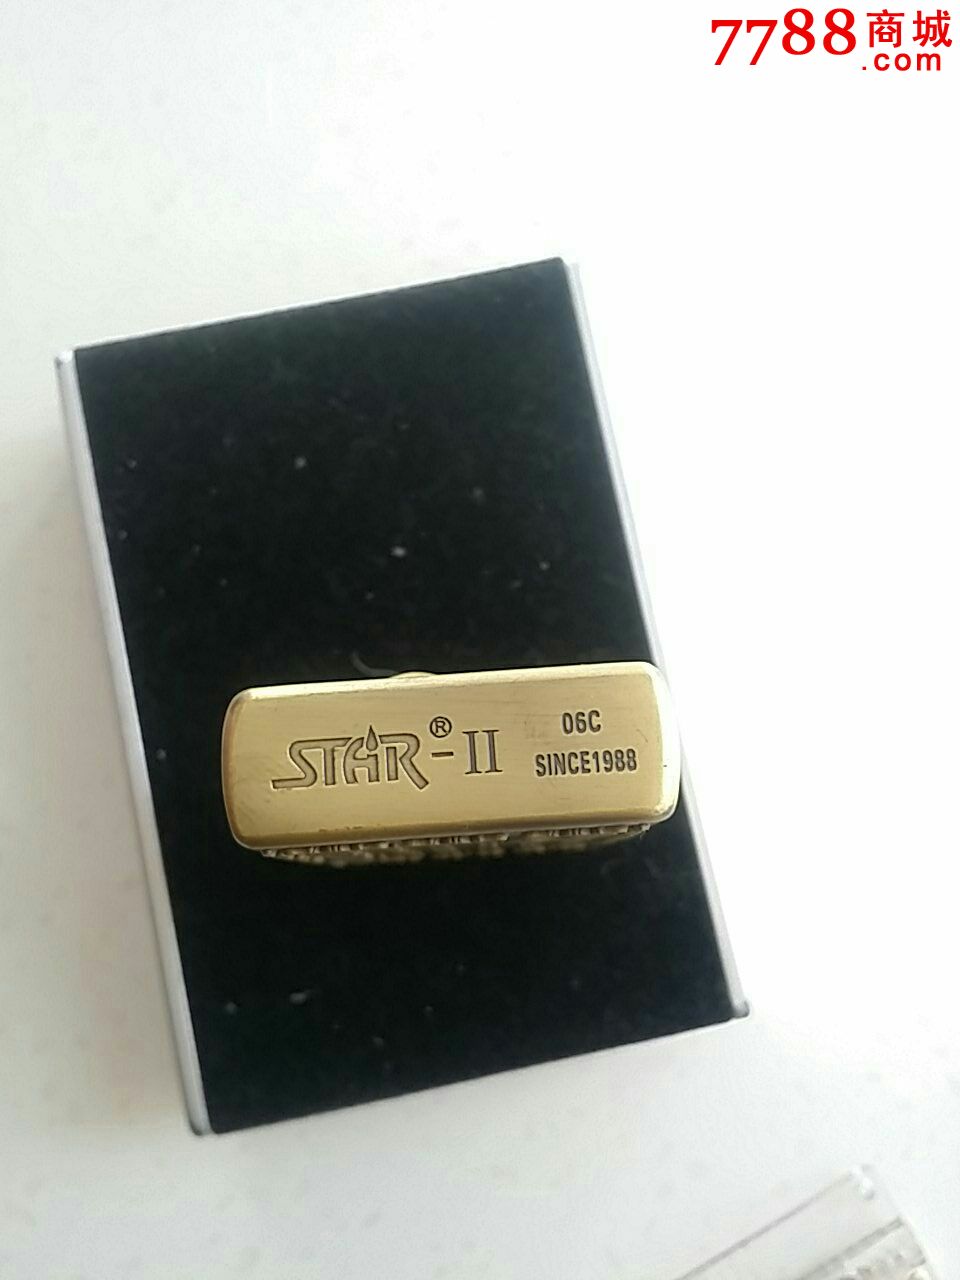 7788商城
.com
STAR®-II
06C
SINCE1988